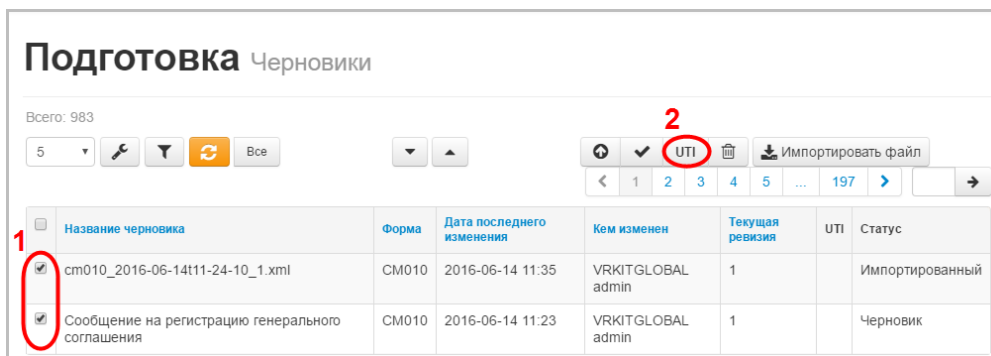 Подготовка Черновики
Всего: 983
2
5 Все UTI Импортировать файл
1 2 3 4 5 ... 197
Название черновика Форма Дата последнего изменения Кем изменен Текущая ревизия UTI Статус
1
cm010_2016-06-14t11-24-10_1.xml CM010 2016-06-14 11:35 VRKITGLOBAL admin 1 Импортированный
Сообщение на регистрацию генерального соглашения CM010 2016-06-14 11:23 VRKITGLOBAL admin 1 Черновик